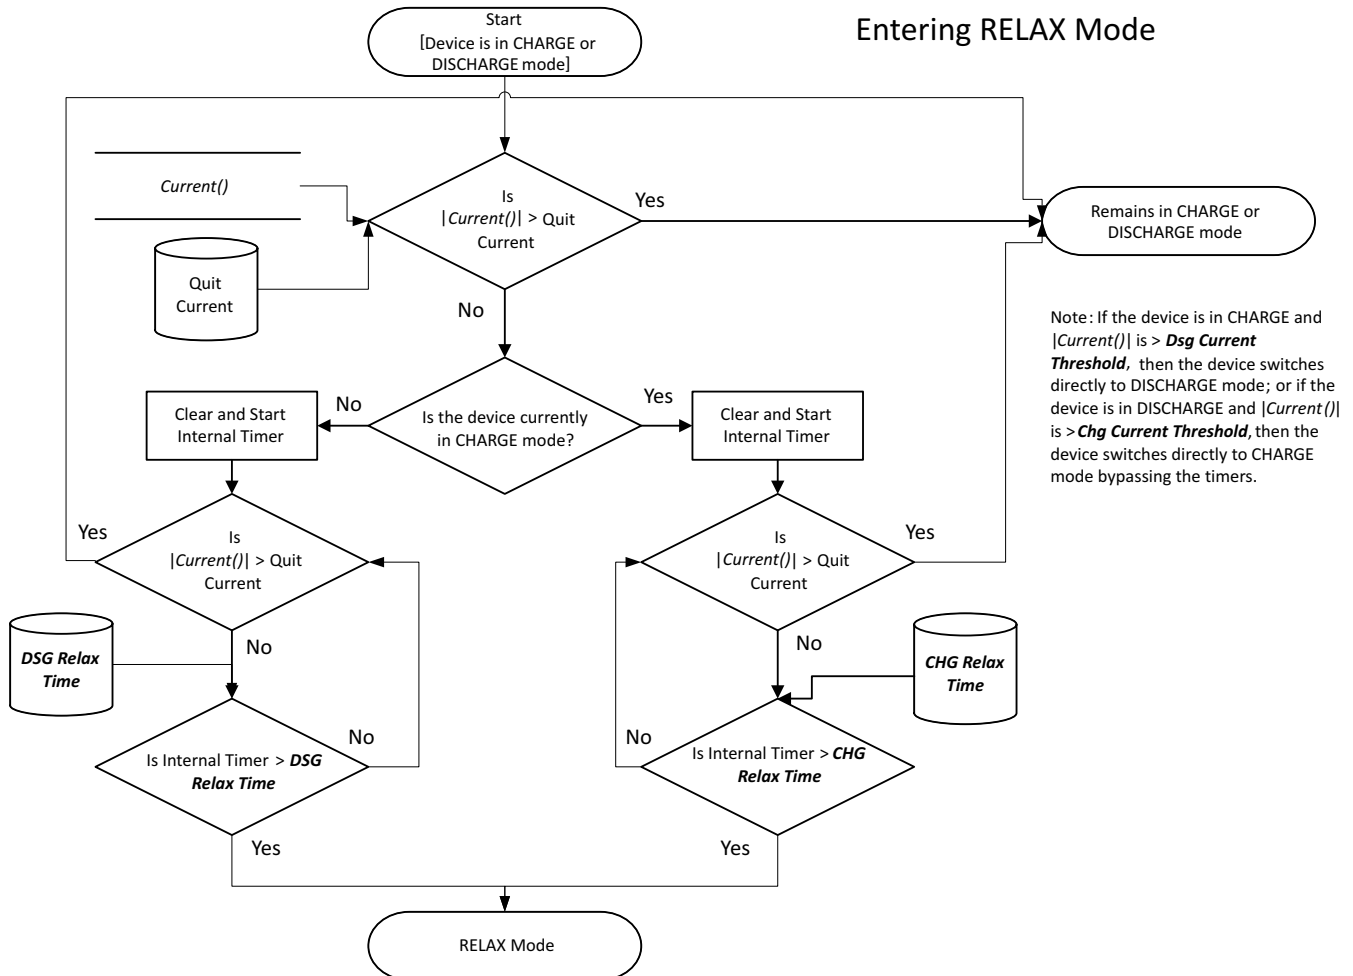 Entering RELAX Mode
Start
[Device is in CHARGE or
DISCHARGE mode]
Current()
Is
|Current()| > Quit
Current
Yes
Remains in CHARGE or
DISCHARGE mode
Quit
Current
No
Note: If the device is in CHARGE and
|Current()| is > Dsg Current
Threshold, then the device switches
directly to DISCHARGE mode; or if the
device is in DISCHARGE and |Current()|
is > Chg Current Threshold, then the
device switches directly to CHARGE
mode bypassing the timers.
Clear and Start
Internal Timer
No
Is the device currently
in CHARGE mode?
Yes
Clear and Start
Internal Timer
Yes
Is
|Current()| > Quit
Current
Is
|Current()| > Quit
Current
Yes
DSG Relax
Time
No
No
CHG Relax
Time
Is Internal Timer > DSG
Relax Time
No
No
Is Internal Timer > CHG
Relax Time
Yes
Yes
RELAX Mode